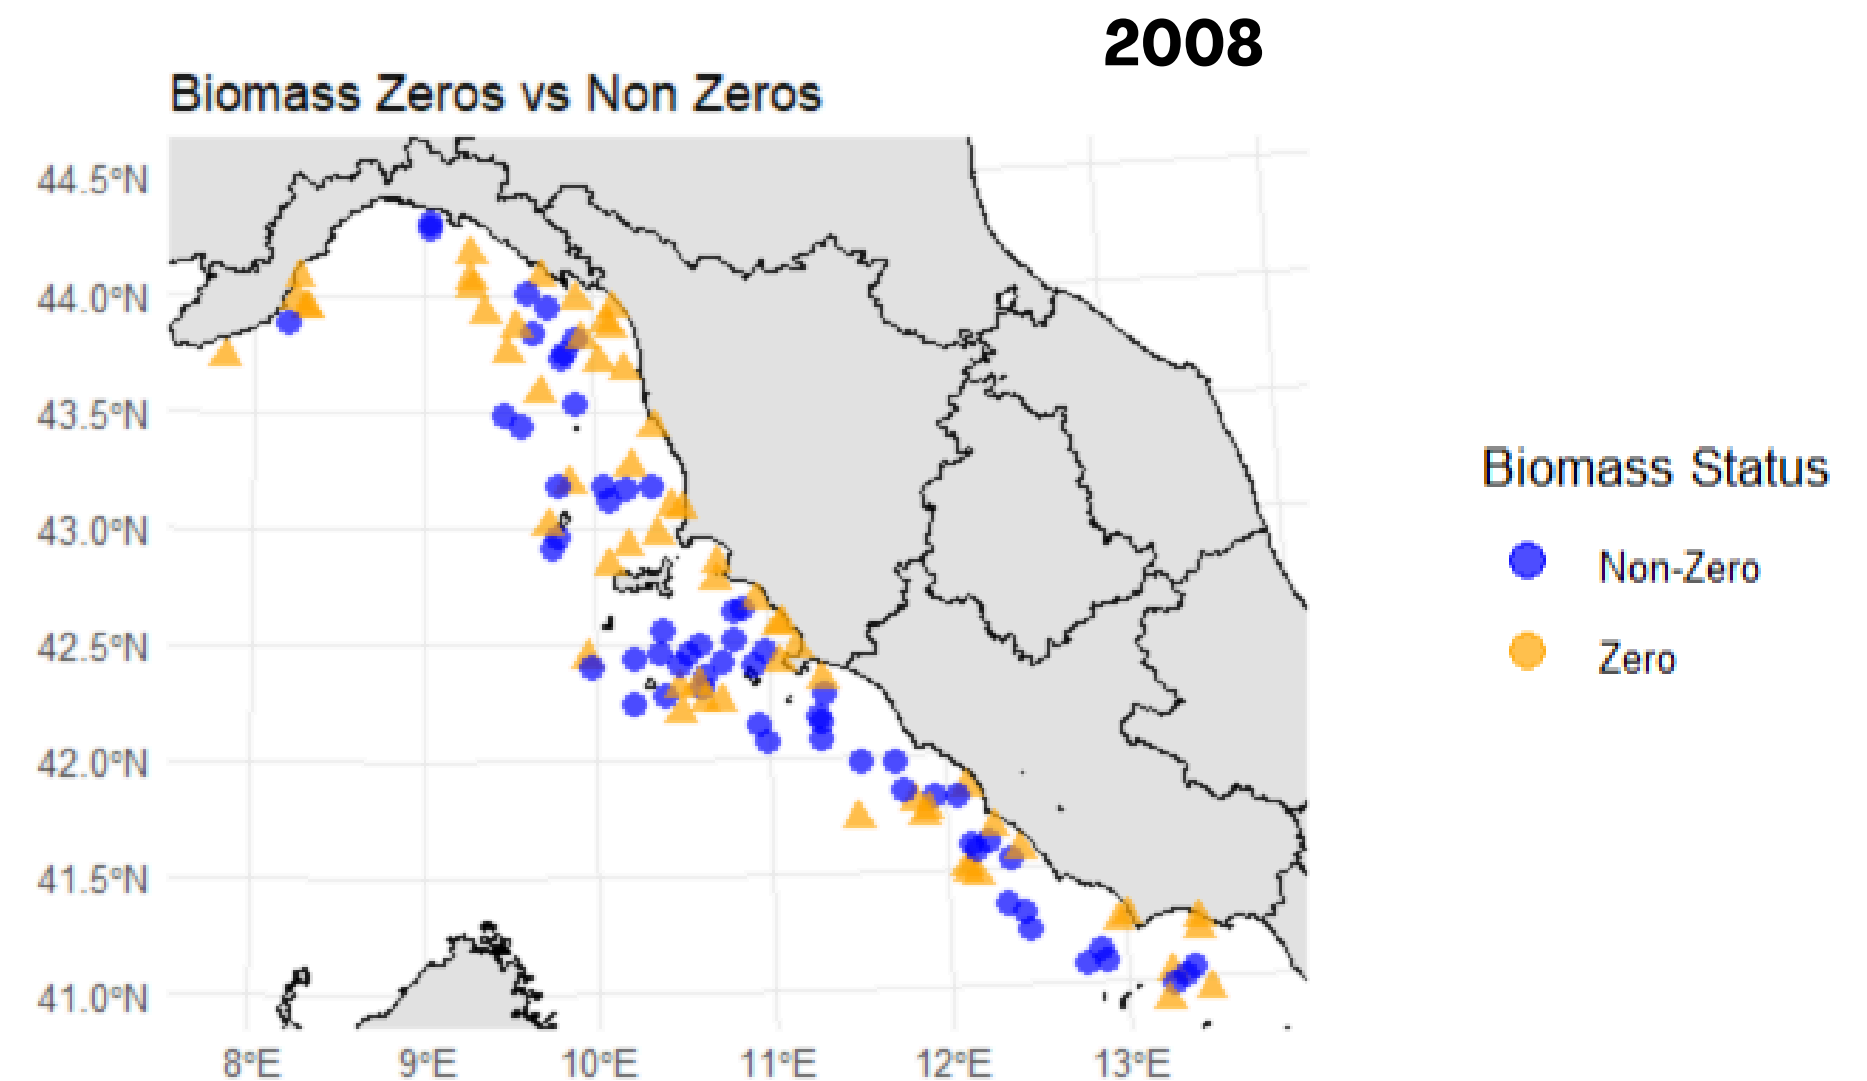 2008
Biomass Zeros vs Non Zeros
44.5°N
44.0°N
43.5°N
43.0°N
42.5°N
42.0°N
41.5°N
41.0°N
8°E 9°E 10°E 11°E 12°E 13°E
Biomass Status
Non-Zero
Zero